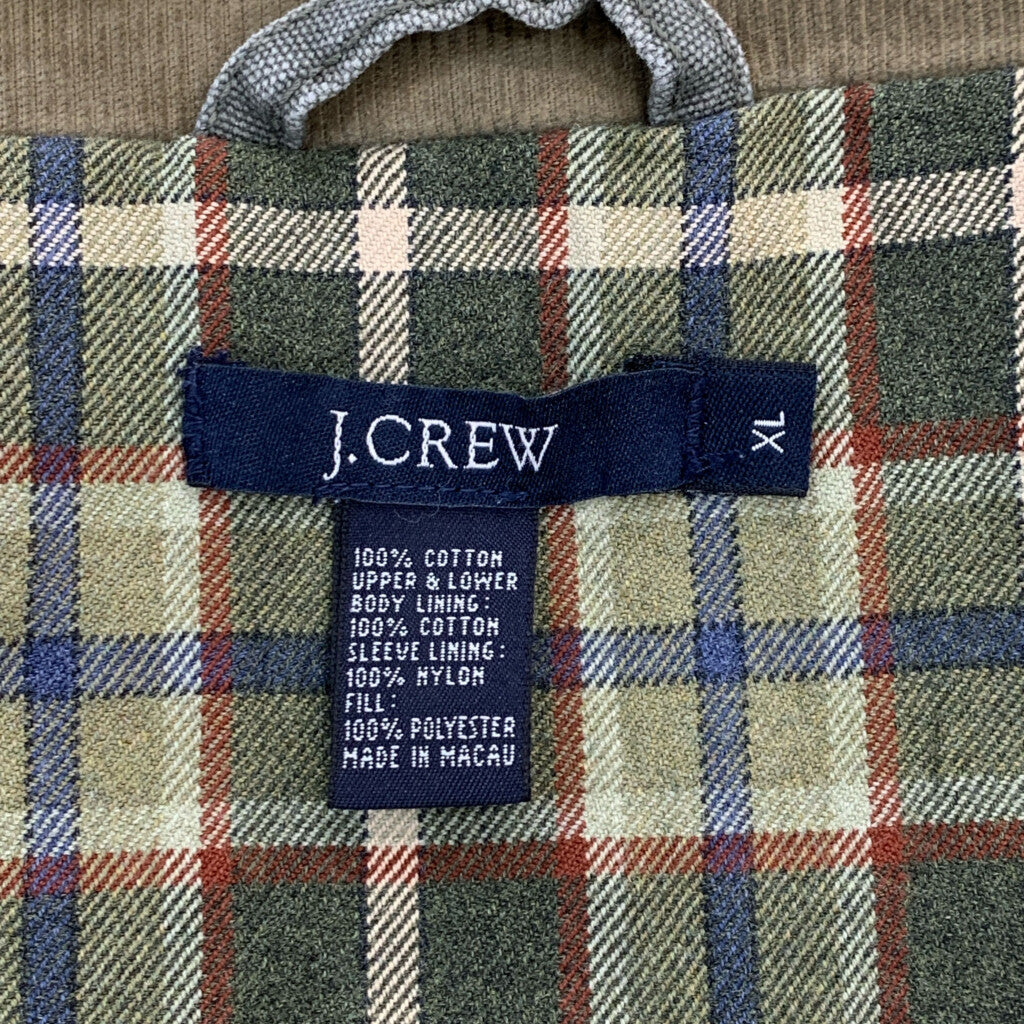 J.CREW
XL
100% COTTON
UPPER & LOWER
BODY LINING:
100% COTTON
SLEEVE LINING:
100% NYLON
FILL:
100% POLYESTER
MADE IN MACAU